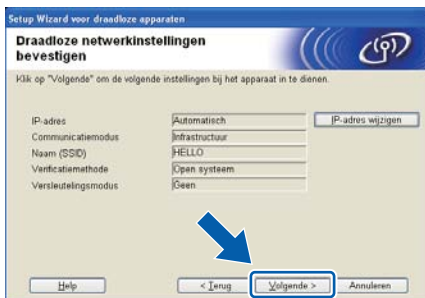 Setup Wizard voor draadloze apparaten
Draadloze netwerkinstellingen
bevestigen
Klik op "Volgende" om de volgende instellingen bij het apparaat in te dienen.
IP-adres Automatisch IP-adres wijzigen
Communicatiemodus Infrastructuur
Naam (SSID) HELLO
Verificatiemethode Open systeem
Versleutelingsmodus Geen
Help < Terug Volgende > Annuleren